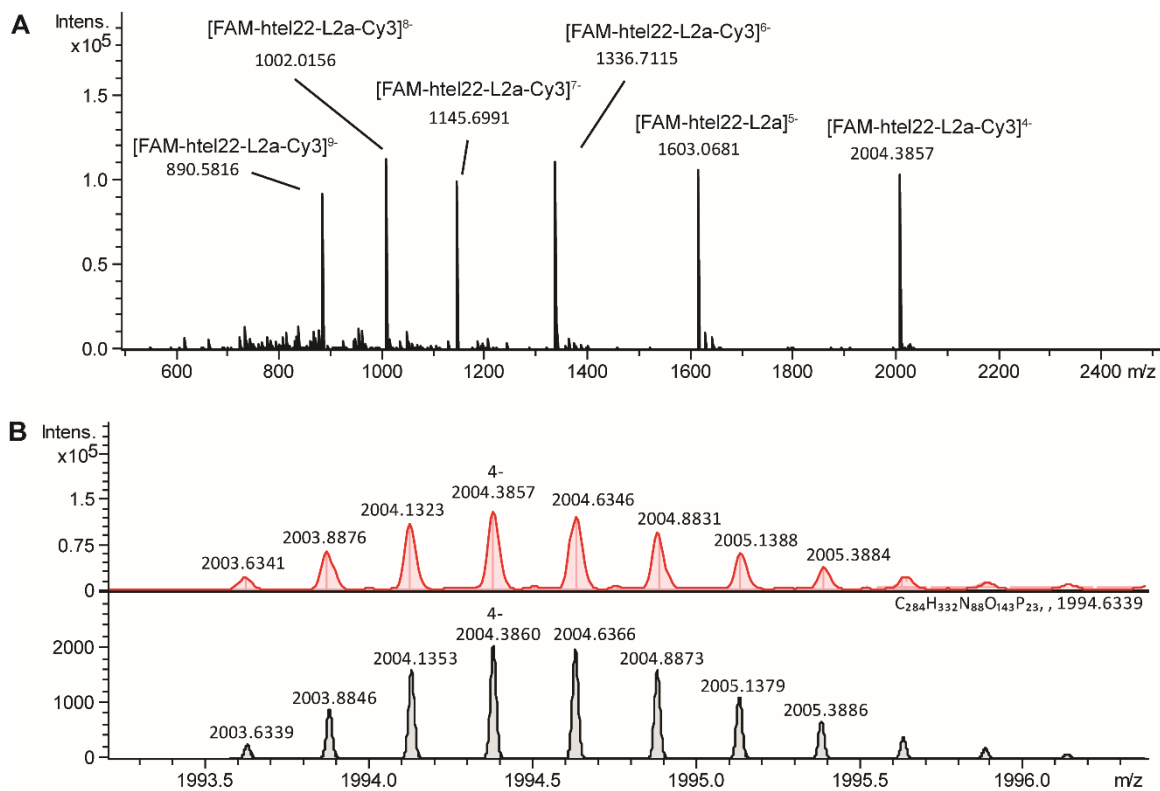 A
Intens.
x10⁵
1.5
1.0
0.5
0.0
[FAM-htel22-L2a-Cy3]⁹⁻
890.5816
[FAM-htel22-L2a-Cy3]⁸⁻
1002.0156
[FAM-htel22-L2a-Cy3]⁷⁻
1145.6991
[FAM-htel22-L2a-Cy3]⁶⁻
1336.7115
[FAM-htel22-L2a]⁵⁻
1603.0681
[FAM-htel22-L2a-Cy3]⁴⁻
2004.3857
600 800 1000 1200 1400 1600 1800 2000 2200 2400 m/z
B
Intens.
x10⁵
1.5
0.75
0
4-
2003.6341
2003.8876
2004.1323
2004.3857
2004.6346
2004.8831
2005.1388
2005.3884
C₂₈₄H₃₃₂N₈₈O₁₄₃P₂₃, , 1994.6339
2000
1000
0
4-
2003.6339
2003.8846
2004.1353
2004.3860
2004.6366
2004.8873
2005.1379
2005.3886
1993.5 1994.0 1994.5 1995.0 1995.5 1996.0 m/z